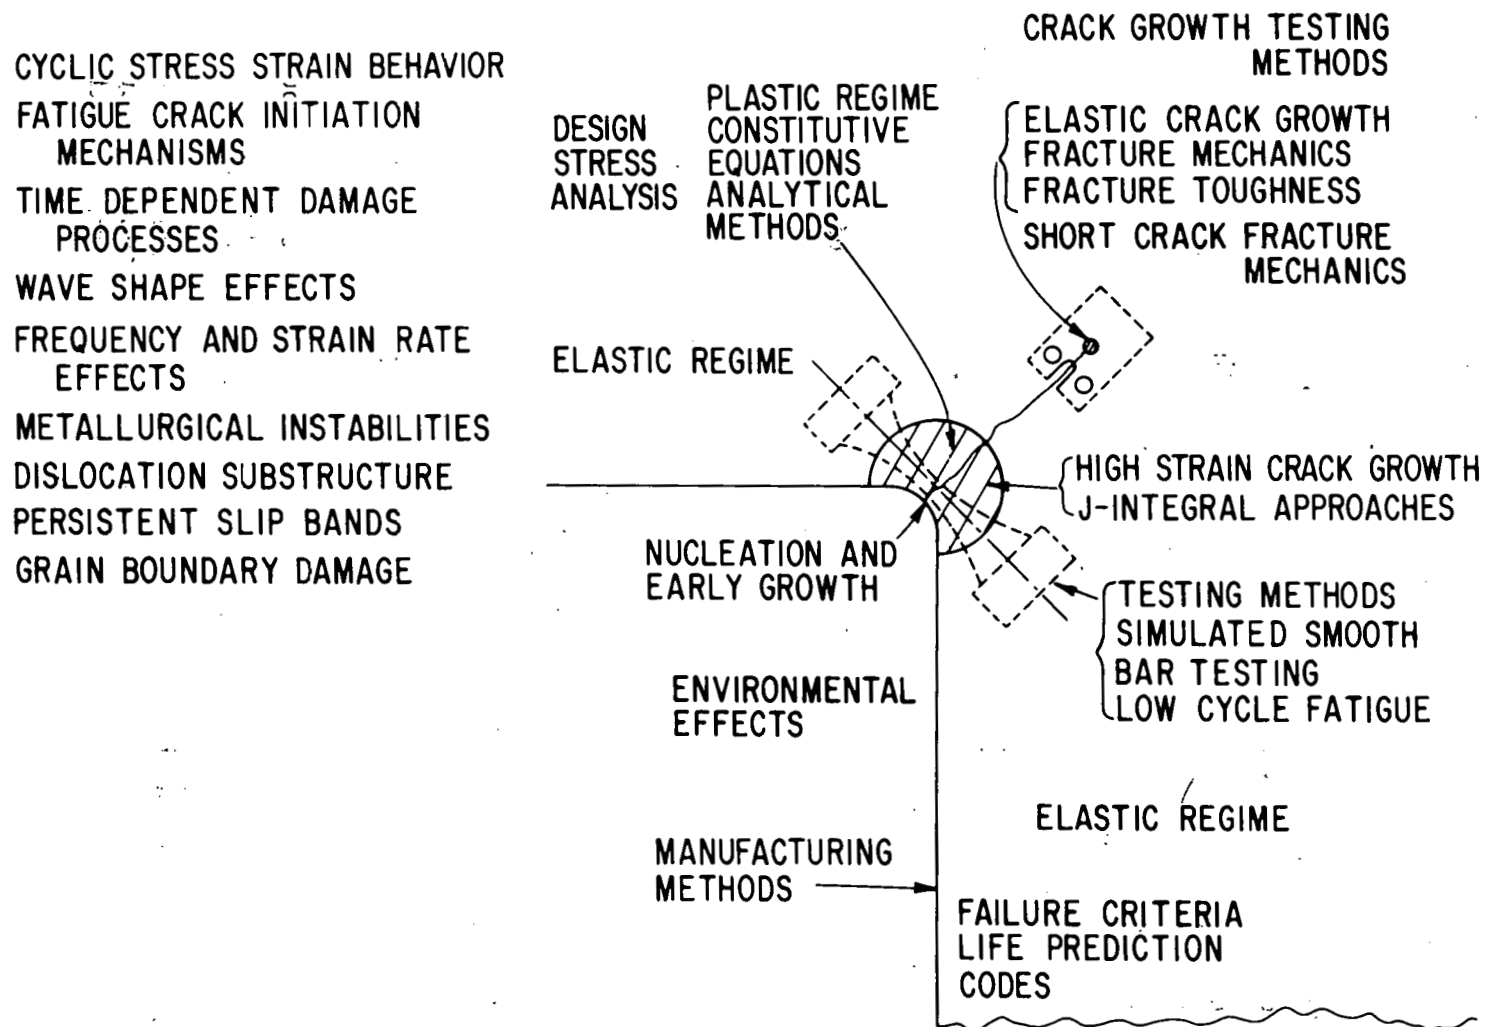 CYCLIC STRESS STRAIN BEHAVIOR
FATIGUE CRACK INITIATION
MECHANISMS
TIME DEPENDENT DAMAGE
PROCESSES
WAVE SHAPE EFFECTS
FREQUENCY AND STRAIN RATE
EFFECTS
METALLURGICAL INSTABILITIES
DISLOCATION SUBSTRUCTURE
PERSISTENT SLIP BANDS
GRAIN BOUNDARY DAMAGE
DESIGN
STRESS
ANALYSIS
PLASTIC REGIME
CONSTITUTIVE
EQUATIONS
ANALYTICAL
METHODS
CRACK GROWTH TESTING
METHODS
ELASTIC CRACK GROWTH
FRACTURE MECHANICS
FRACTURE TOUGHNESS
SHORT CRACK FRACTURE
MECHANICS
ELASTIC REGIME
HIGH STRAIN CRACK GROWTH
J-INTEGRAL APPROACHES
NUCLEATION AND
EARLY GROWTH
TESTING METHODS
SIMULATED SMOOTH
BAR TESTING
LOW CYCLE FATIGUE
ENVIRONMENTAL
EFFECTS
ELASTIC REGIME
MANUFACTURING
METHODS
FAILURE CRITERIA
LIFE PREDICTION
CODES